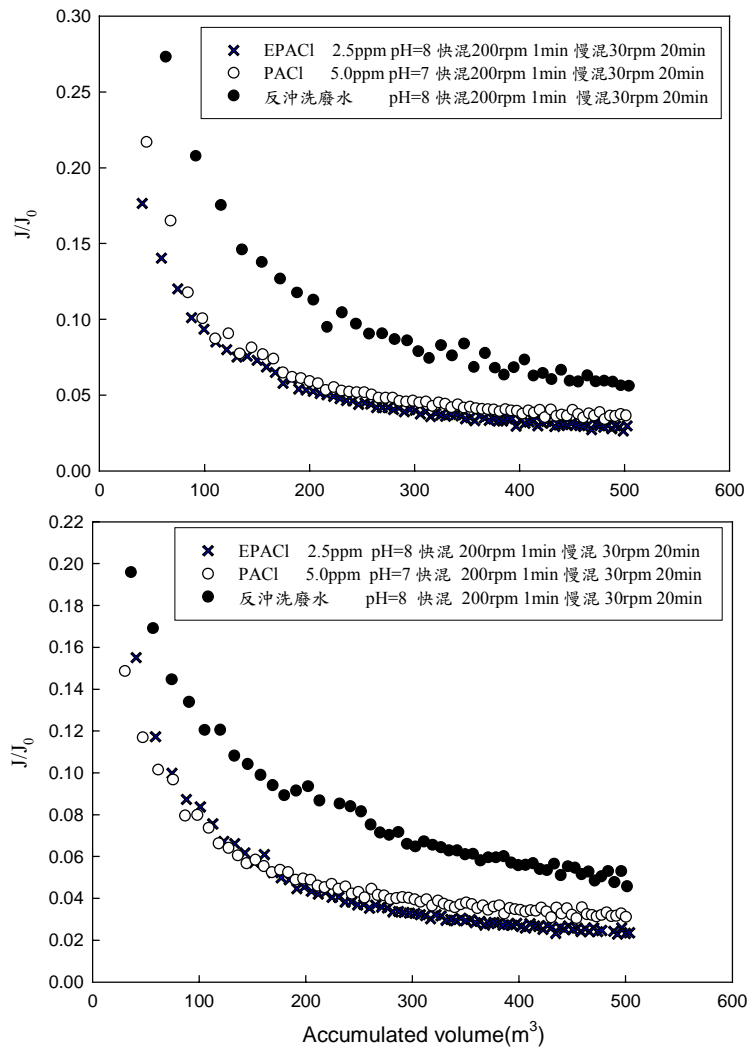 0.30
0.25
0.20
0.15
0.10
0.05
0.00
J/J0
EPACl 2.5ppm pH=8 快混200rpm 1min 慢混30rpm 20min
PACl 5.0ppm pH=7 快混200rpm 1min 慢混30rpm 20min
反沖洗廢水 pH=8 快混200rpm 1min 慢混30rpm 20min
0 100 200 300 400 500 600
0.22
0.20
0.18
0.16
0.14
0.12
0.10
0.08
0.06
0.04
0.02
0.00
J/J0
EPACl 2.5ppm pH=8 快混 200rpm 1min 慢混 30rpm 20min
PACl 5.0ppm pH=7 快混 200rpm 1min 慢混 30rpm 20min
反沖洗廢水 pH=8 快混 200rpm 1min 慢混 30rpm 20min
0 100 200 300 400 500 600
Accumulated volume(m3)